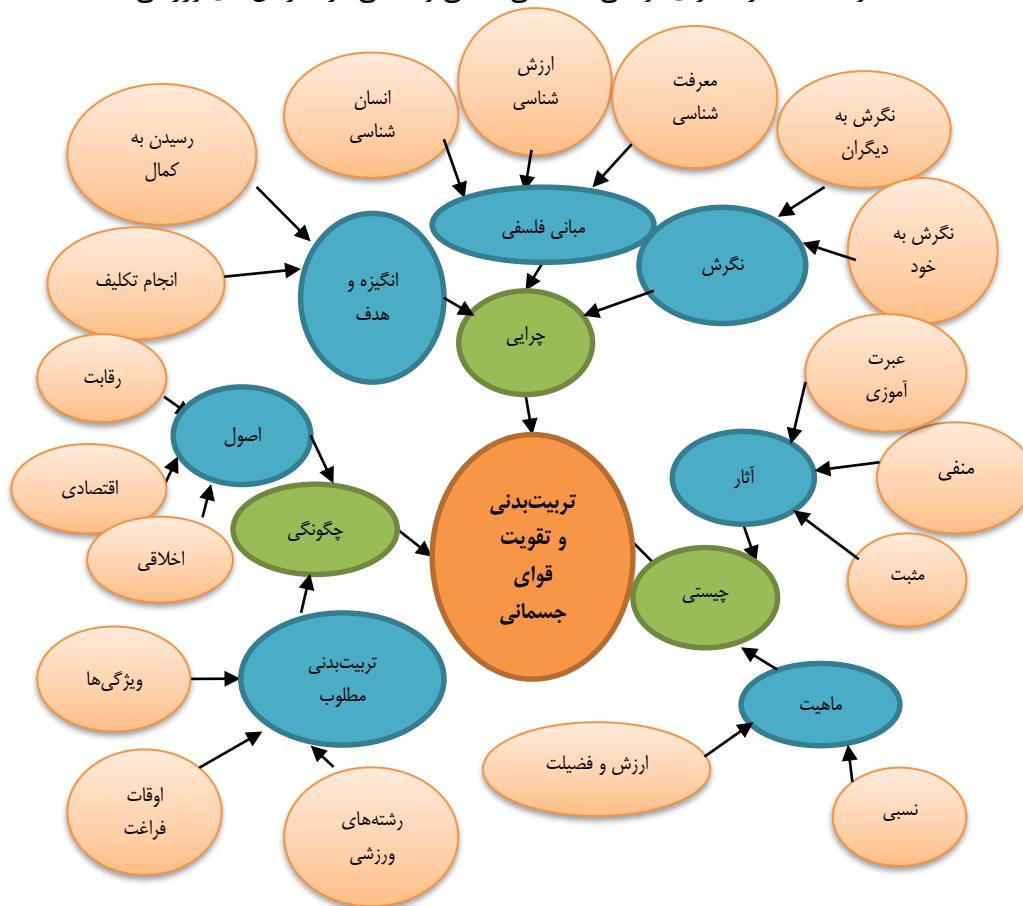 ارزش
شناسی
معرفت
شناسی
انسان
شناسی
نگرش به
دیگران
رسیدن به
کمال
مبانی فلسفی
نگرش به
خود
نگرش
انگیزه و
هدف
انجام تکلیف
چرایی
عبرت
آموزی
رقابت
اصول
آثار
منفی
اقتصادی
تربیت‌بدنی
و تقویت
قوای
جسمانی
چگونگی
اخلاقی
مثبت
چیستی
تربیت‌بدنی
مطلوب
ویژگی‌ها
ماهیت
ارزش و فضیلت
اوقات
فراغت
رشته‌های
ورزشی
نسبی